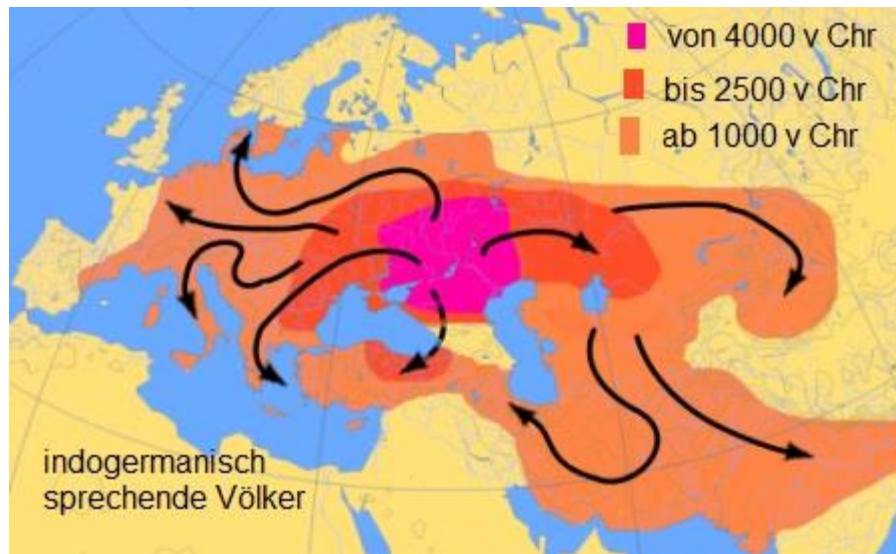 von 4000 v Chr
bis 2500 v Chr
ab 1000 v Chr
indogermanisch
sprechende Völker